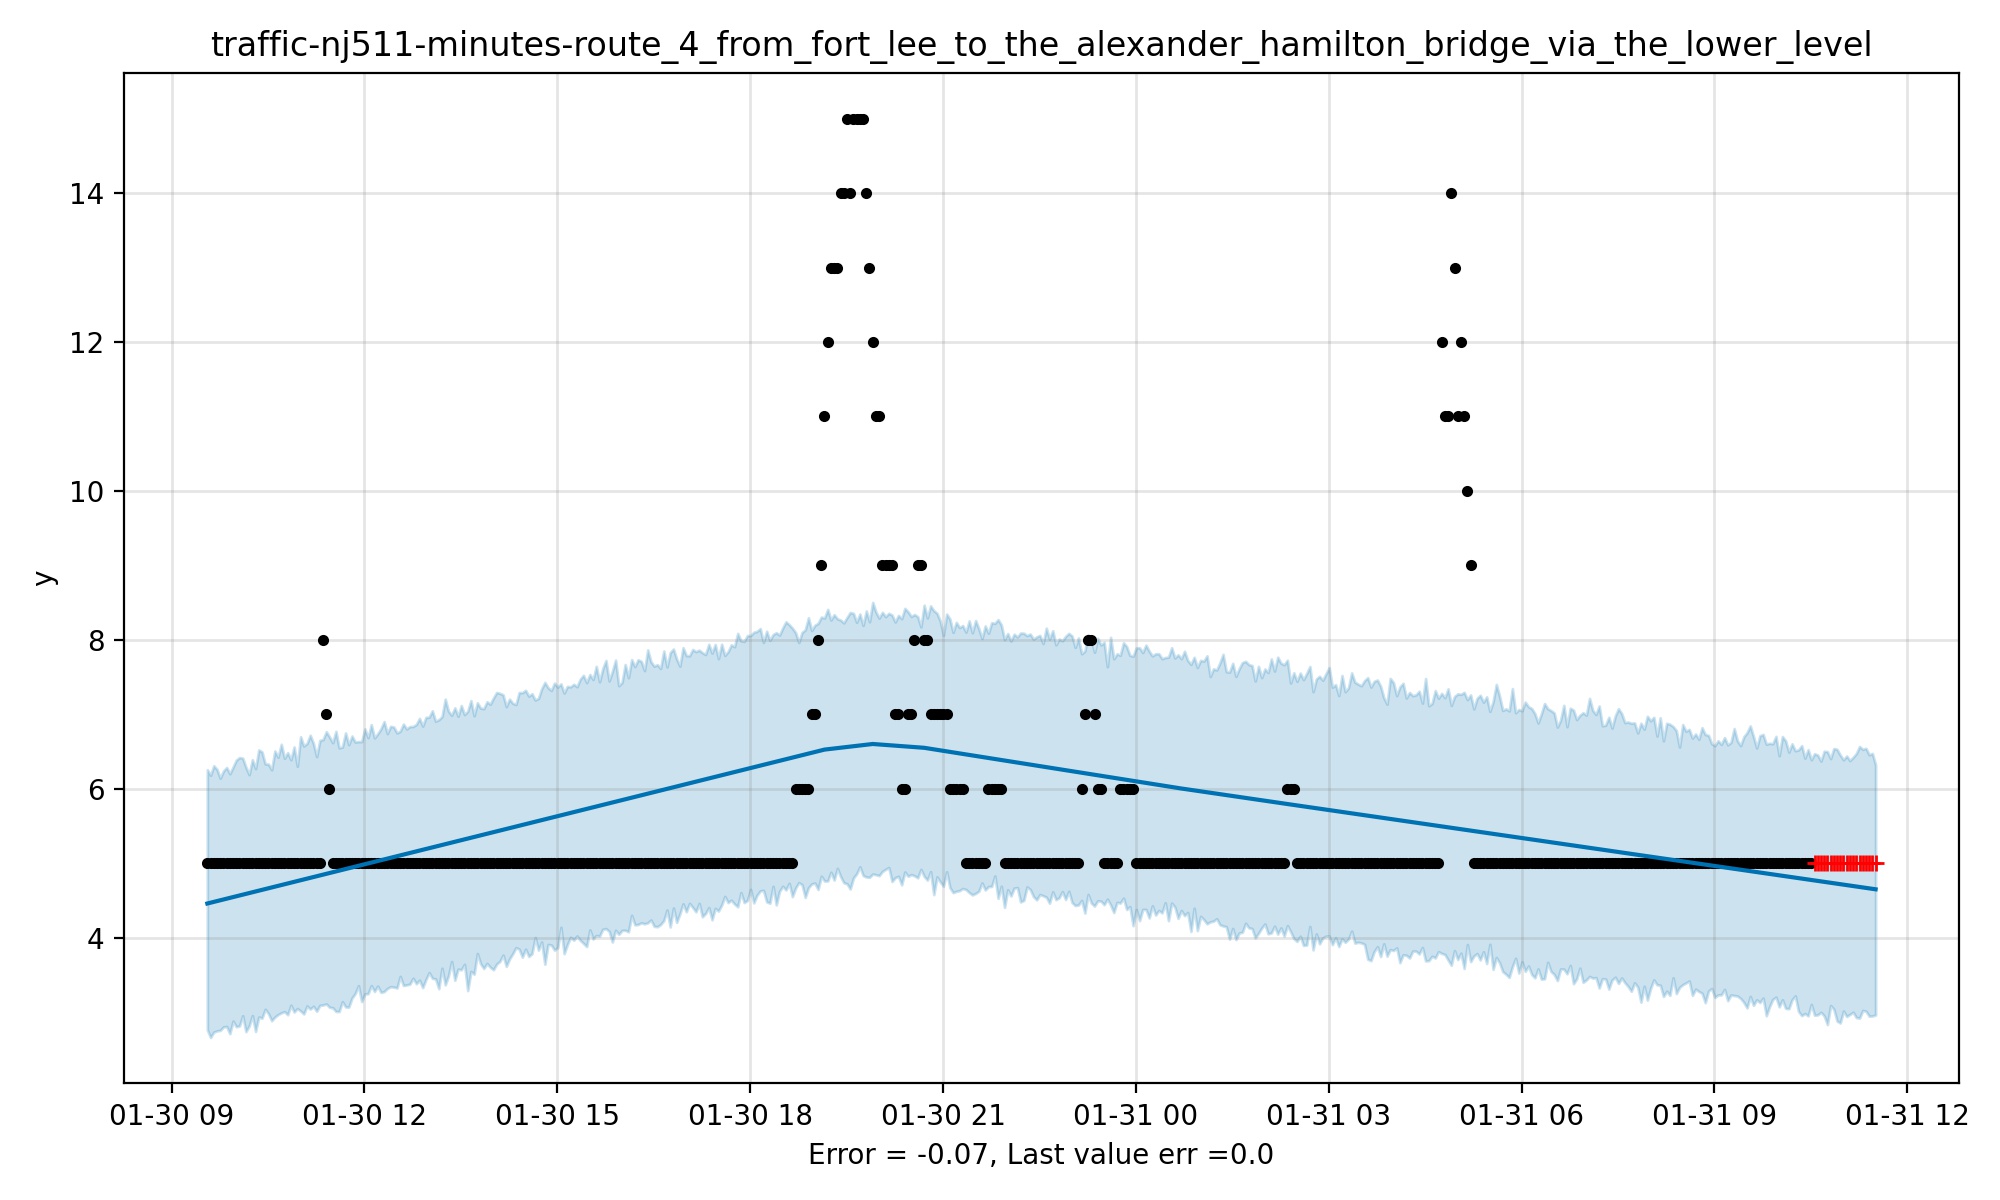 traffic-nj511-minutes-route_4_from_fort_lee_to_the_alexander_hamilton_bridge_via_the_lower_level
14
12
10
8
6
4
y
01-30 09 01-30 12 01-30 15 01-30 18 01-30 21 01-31 00 01-31 03 01-31 06 01-31 09 01-31 12
Error = -0.07, Last value err =0.0